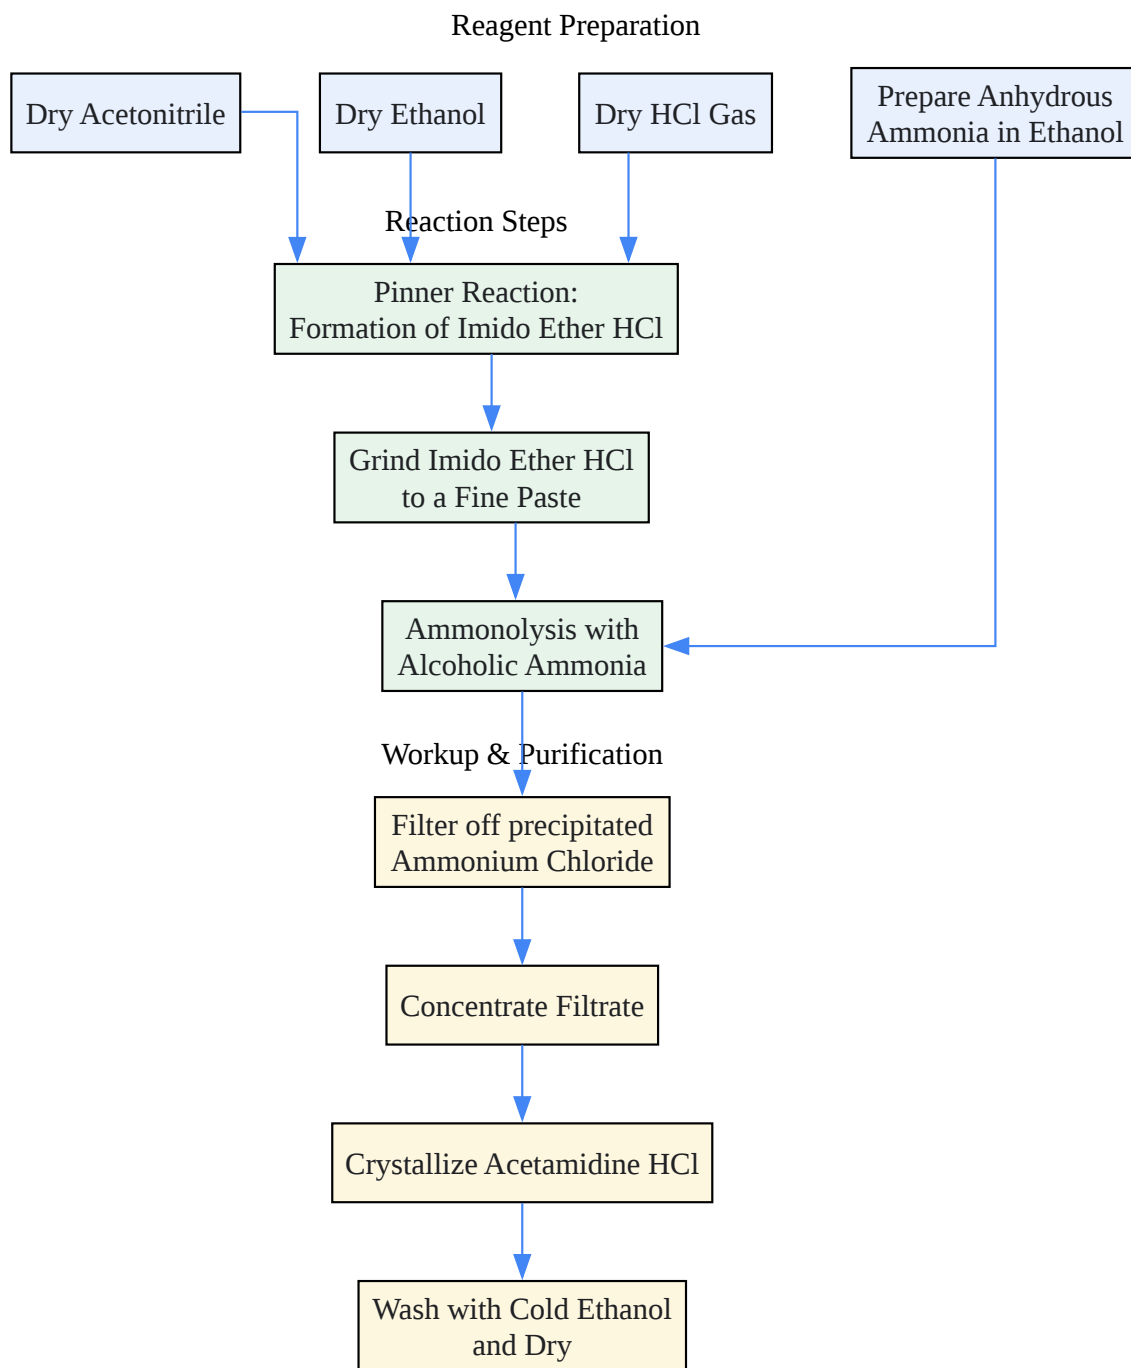 Reagent Preparation
Dry Acetonitrile
Dry Ethanol
Dry HCl Gas
Prepare Anhydrous
Ammonia in Ethanol
Reaction Steps
Pinner Reaction:
Formation of Imido Ether HCl
Grind Imido Ether HCl
to a Fine Paste
Ammonolysis with
Alcoholic Ammonia
Workup & Purification
Filter off precipitated
Ammonium Chloride
Concentrate Filtrate
Crystallize Acetamidine HCl
Wash with Cold Ethanol
and Dry